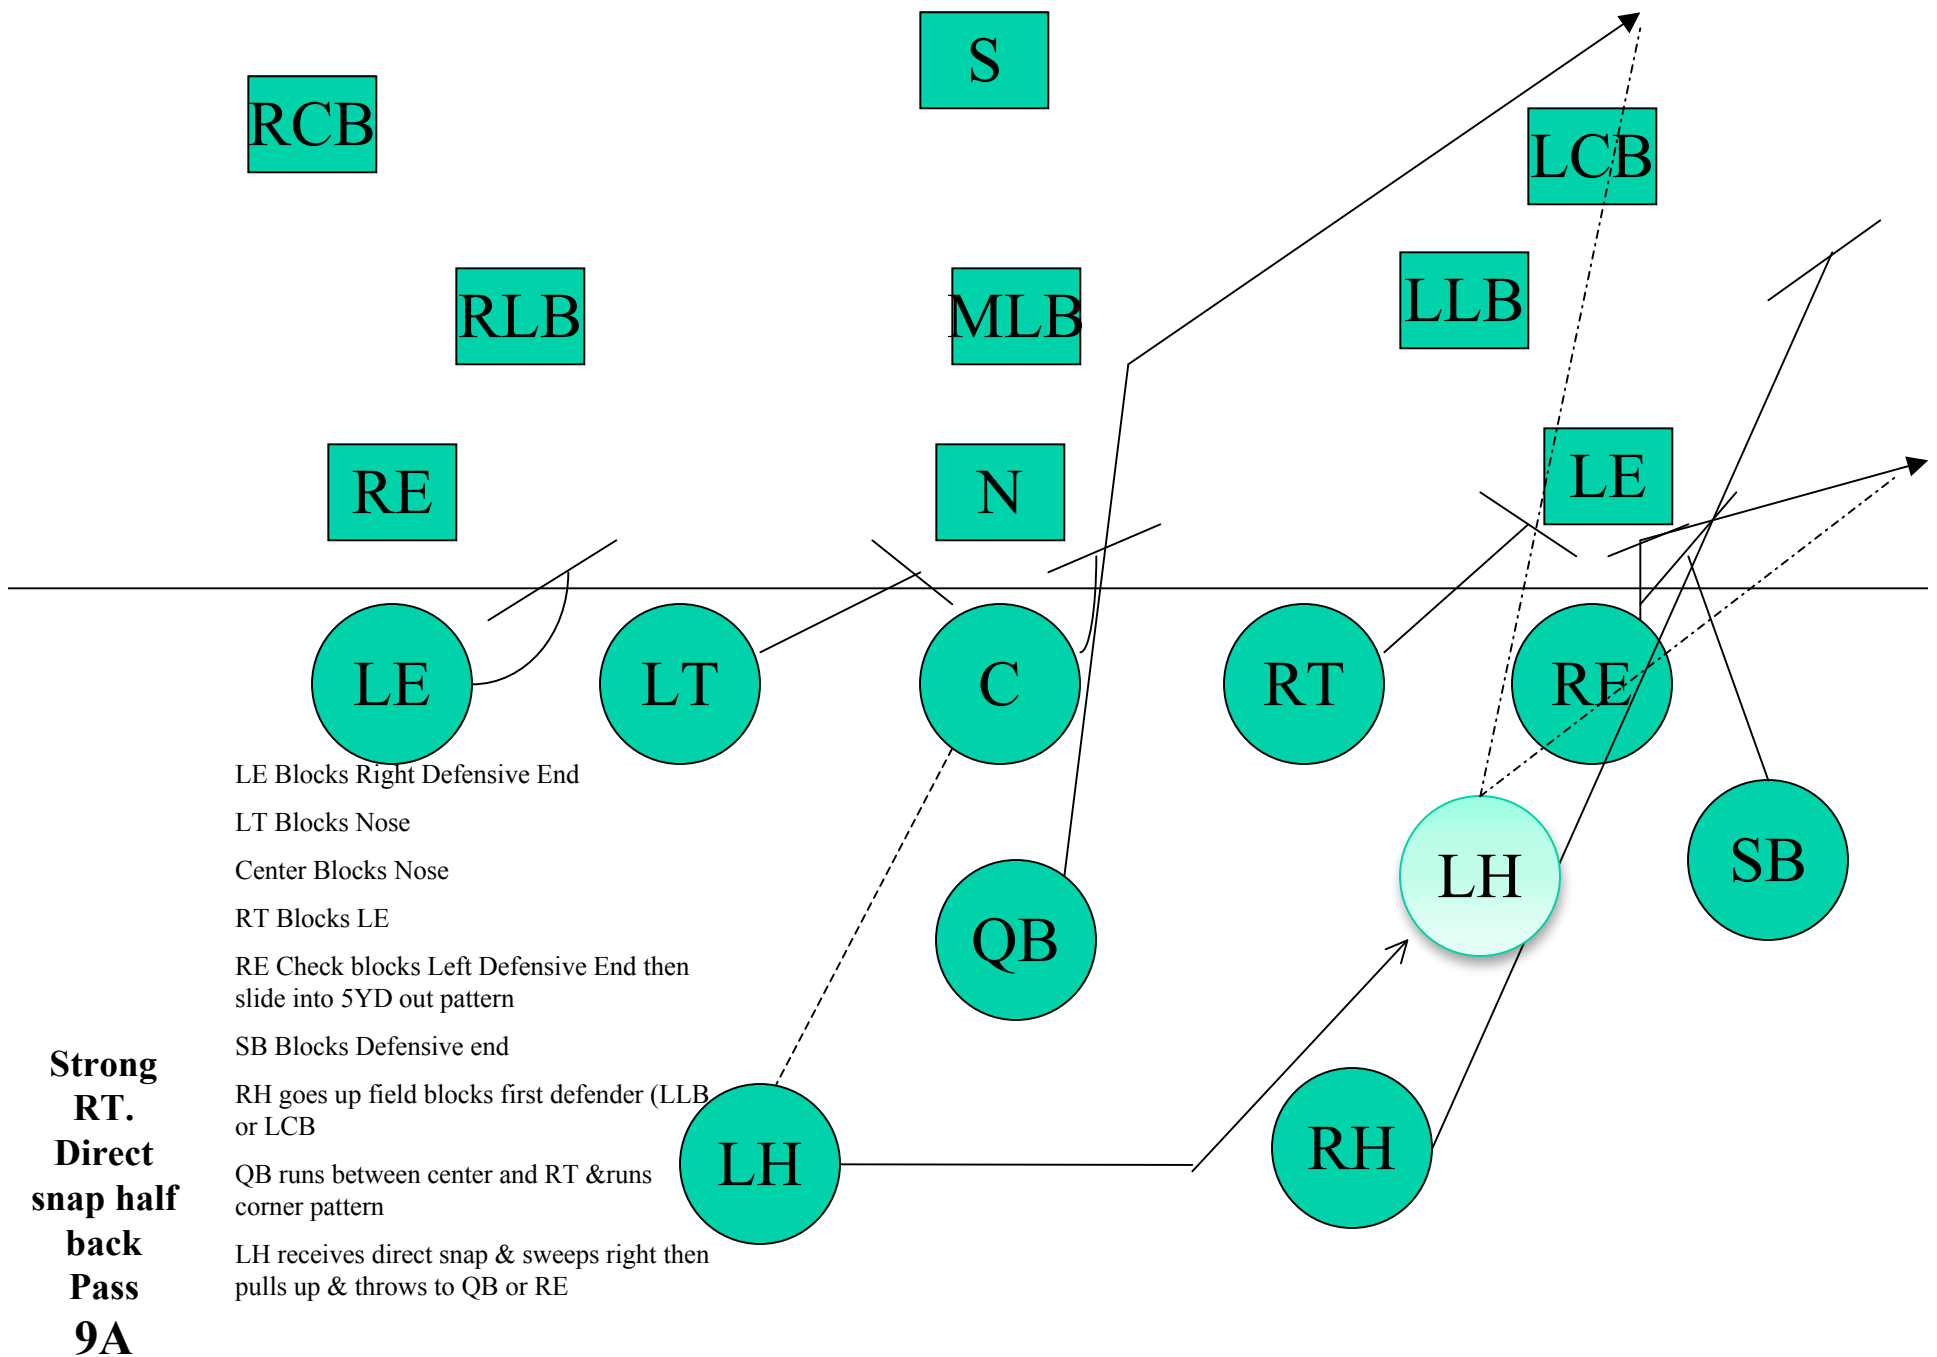 S
RCB
LCB
RLB
MLB
LLB
RE
N
LE
LE
LT
C
RT
RE
LE Blocks Right Defensive End
LT Blocks Nose
Center Blocks Nose
RT Blocks LE
RE Check blocks Left Defensive End then
slide into 5YD out pattern
SB Blocks Defensive end
RH goes up field blocks first defender (LLB
or LCB
QB runs between center and RT &runs
corner pattern
LH receives direct snap & sweeps right then
pulls up & throws to QB or RE
QB
LH
SB
LH
RH
Strong
RT.
Direct
snap half
back
Pass
9A